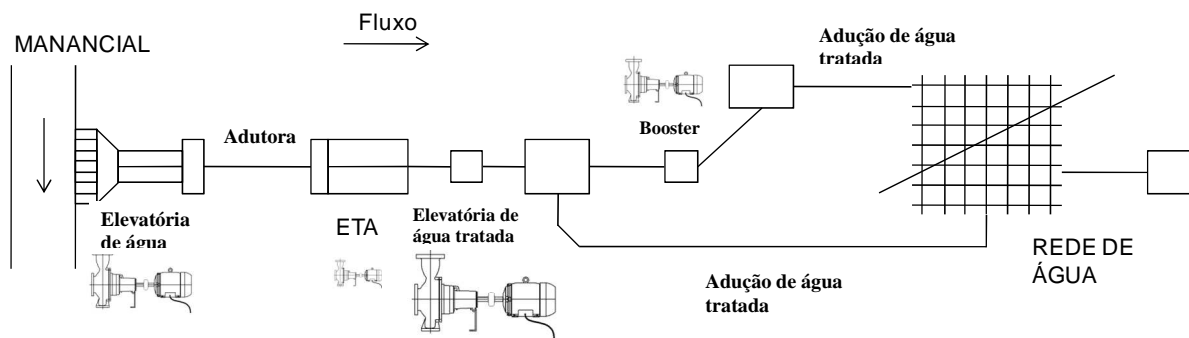 MANANCIAL
Fluxo
Adutora
Elevatória
de água
ETA
Elevatória de
água tratada
Booster
Adução de água
tratada
Adução de água
tratada
REDE DE
ÁGUA